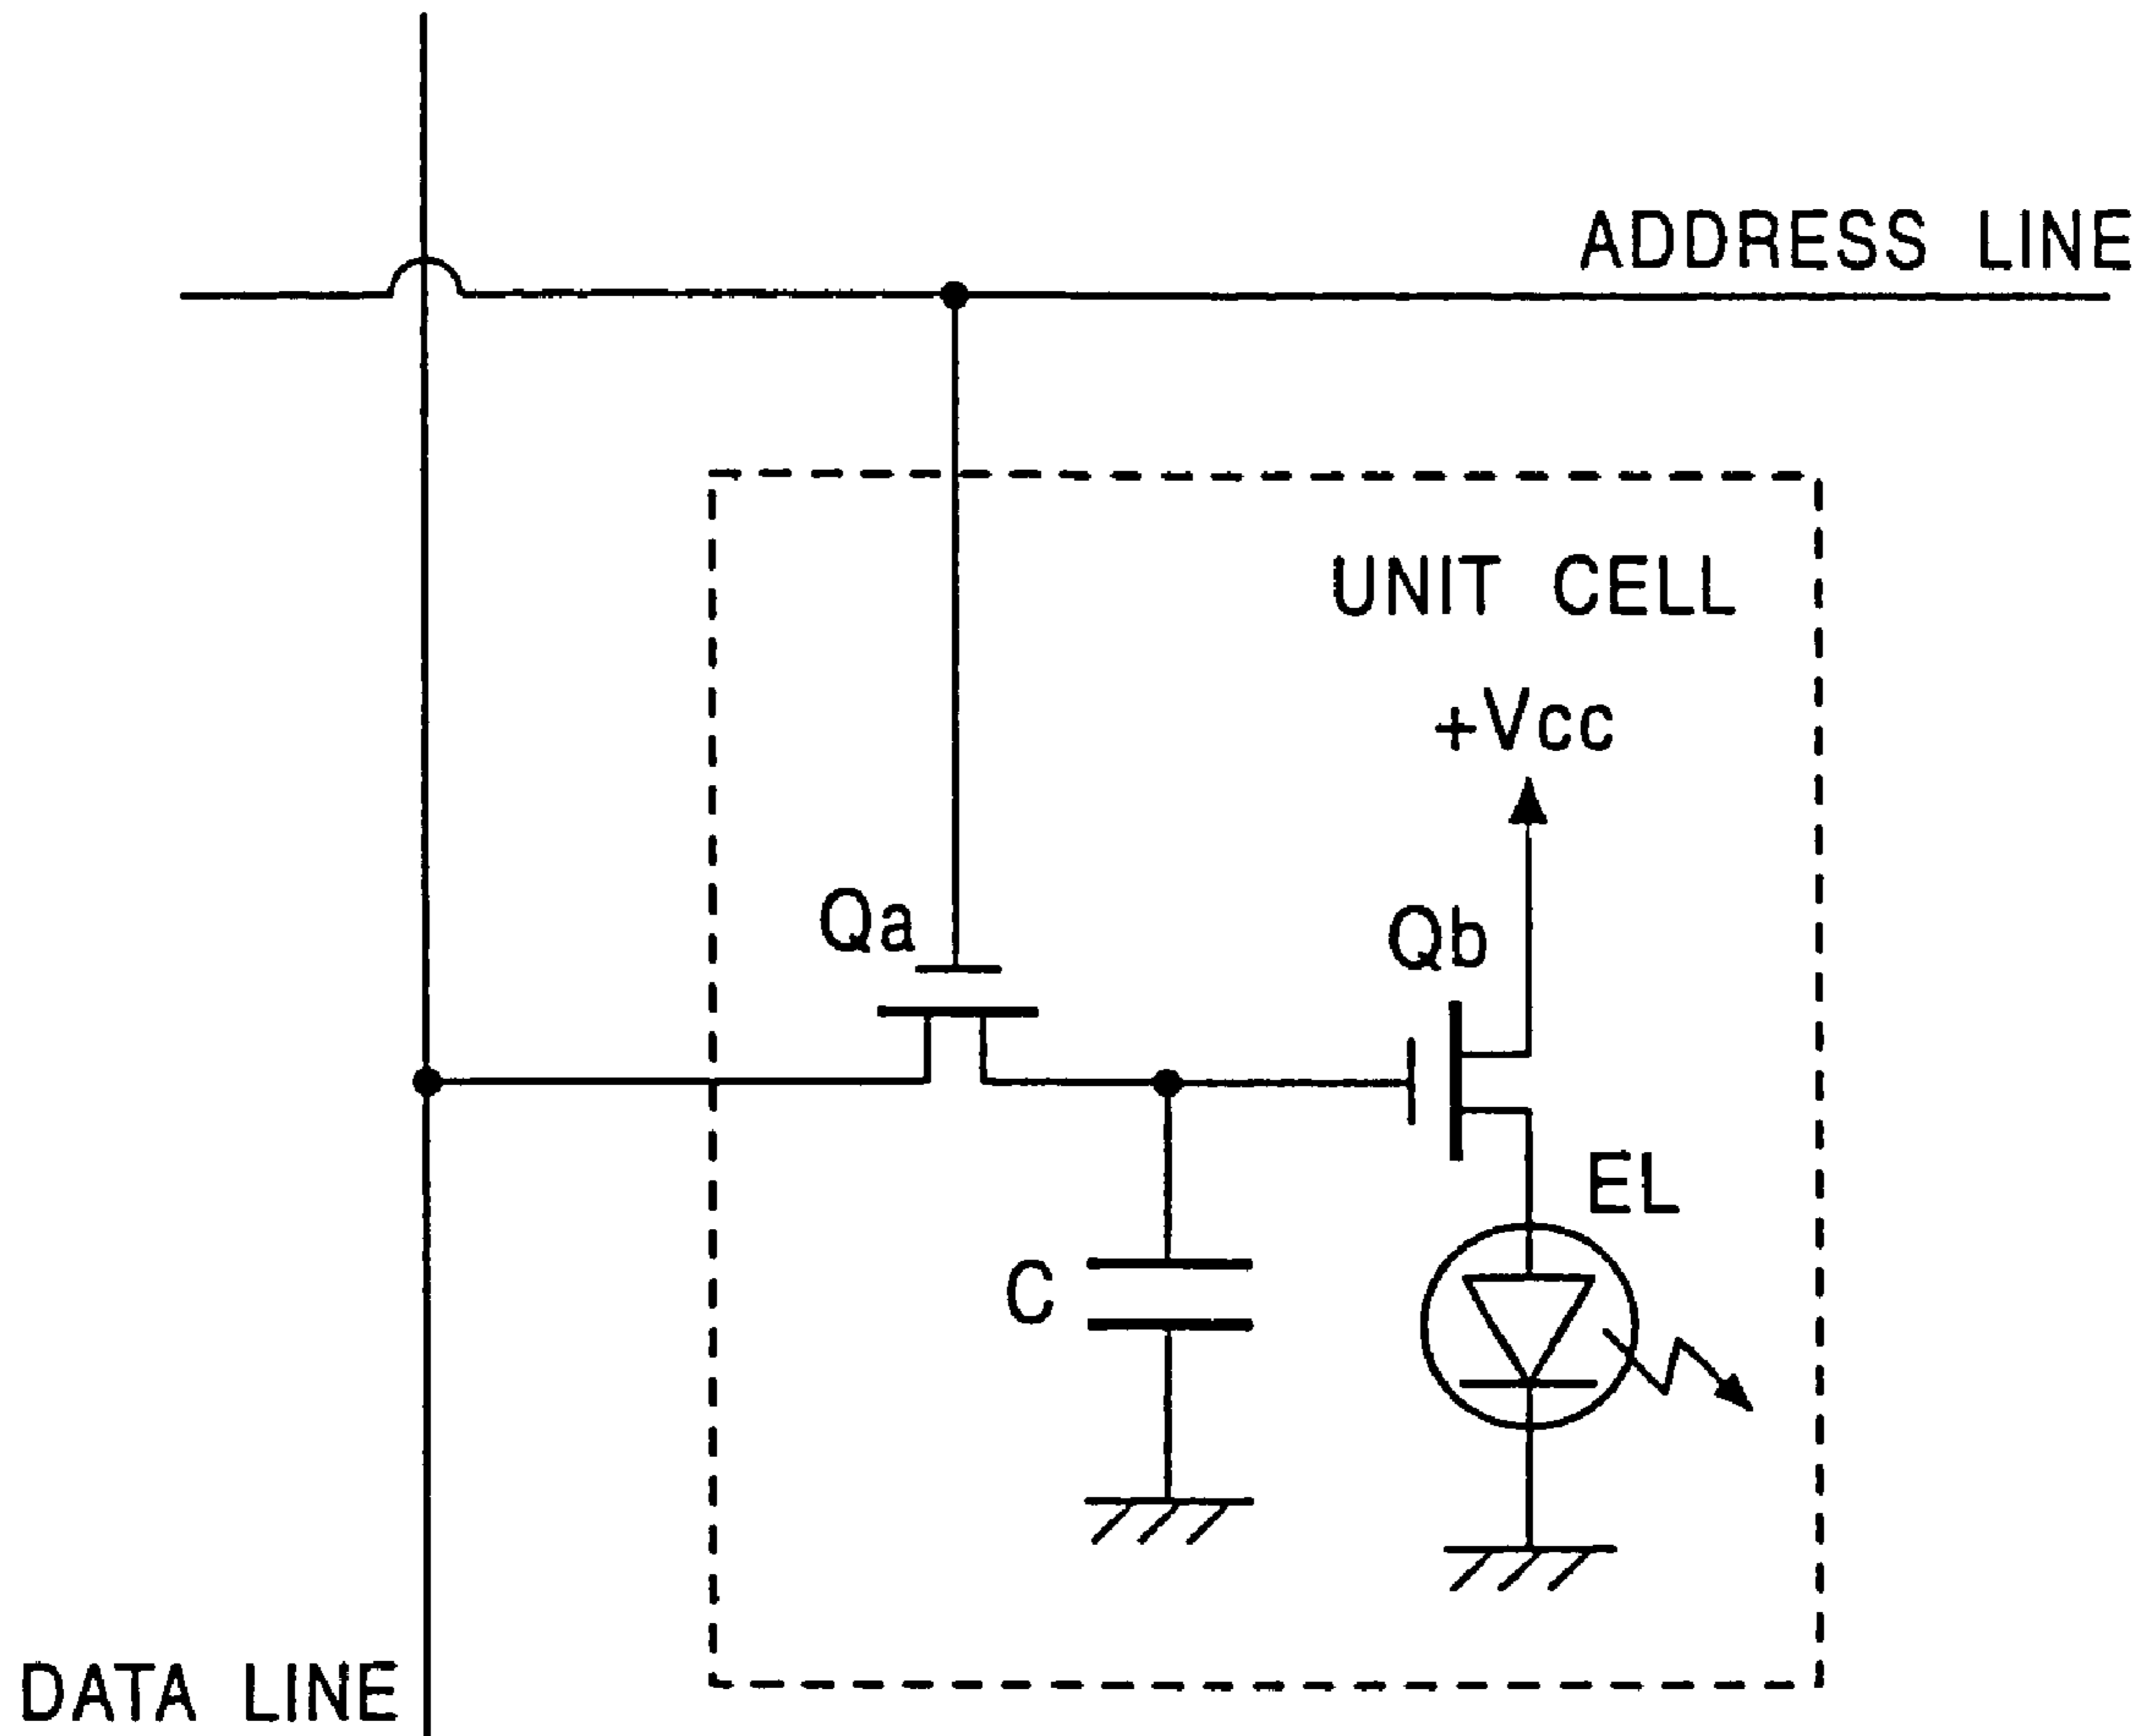 ADDRESS LINE
UNIT CELL
+Vcc
Qa
Qb
EL
C
DATA LINE